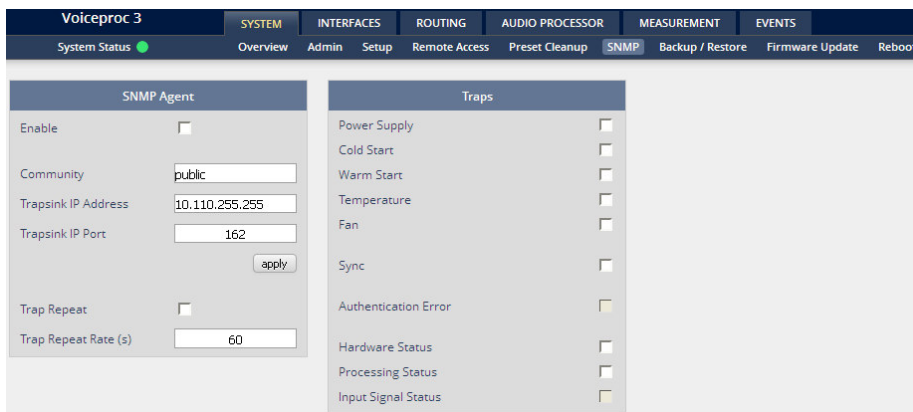 Voiceproc 3
SYSTEM INTERFACES ROUTING AUDIO PROCESSOR MEASUREMENT EVENTS
System Status Overview Admin Setup Remote Access Preset Cleanup SNMP Backup / Restore Firmware Update Reboo
SNMP Agent
Enable
Community public
Trapsink IP Address 10.110.255.255
Trapsink IP Port 162
apply
Trap Repeat
Trap Repeat Rate (s) 60
Traps
Power Supply
Cold Start
Warm Start
Temperature
Fan
Sync
Authentication Error
Hardware Status
Processing Status
Input Signal Status